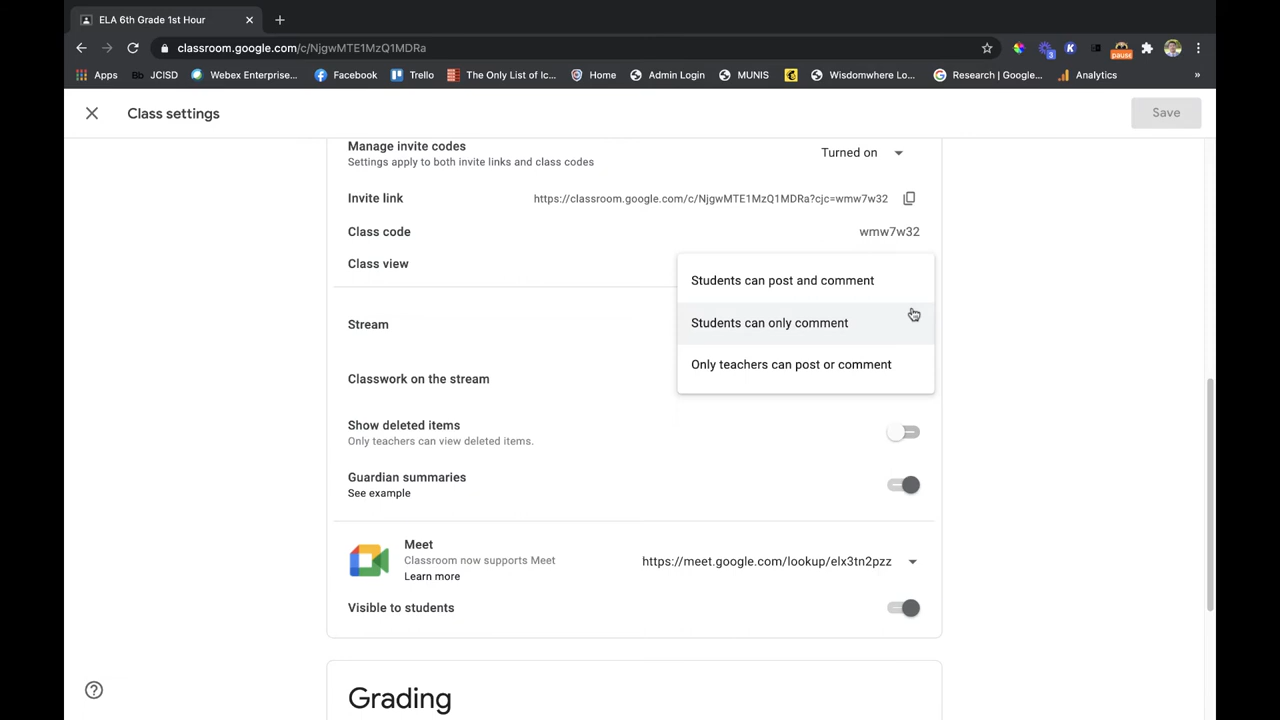 ELA 6th Grade 1st Hour
classroom.google.com/c/NjgwMTE1MzQ1MDRa
3
pause
Apps
Bb JCISD
Webex Enterprise...
Facebook
Trello
The Only List of Ic...
Home
Admin Login
MUNIS
Wisdomwhere Lo...
Research | Google...
Analytics
»
Class settings
Save
Manage invite codes
Turned on
Settings apply to both invite links and class codes
Invite link
https://classroom.google.com/c/NjgwMTE1MzQ1MDRa?cjc=wmw7w32
Class code
wmw7w32
Class view
Students can post and comment
Stream
Students can only comment
Only teachers can post or comment
Classwork on the stream
Show deleted items
Only teachers can view deleted items.
Guardian summaries
See example
Meet
Classroom now supports Meet
Learn more
https://meet.google.com/lookup/elx3tn2pzz
Visible to students
Grading